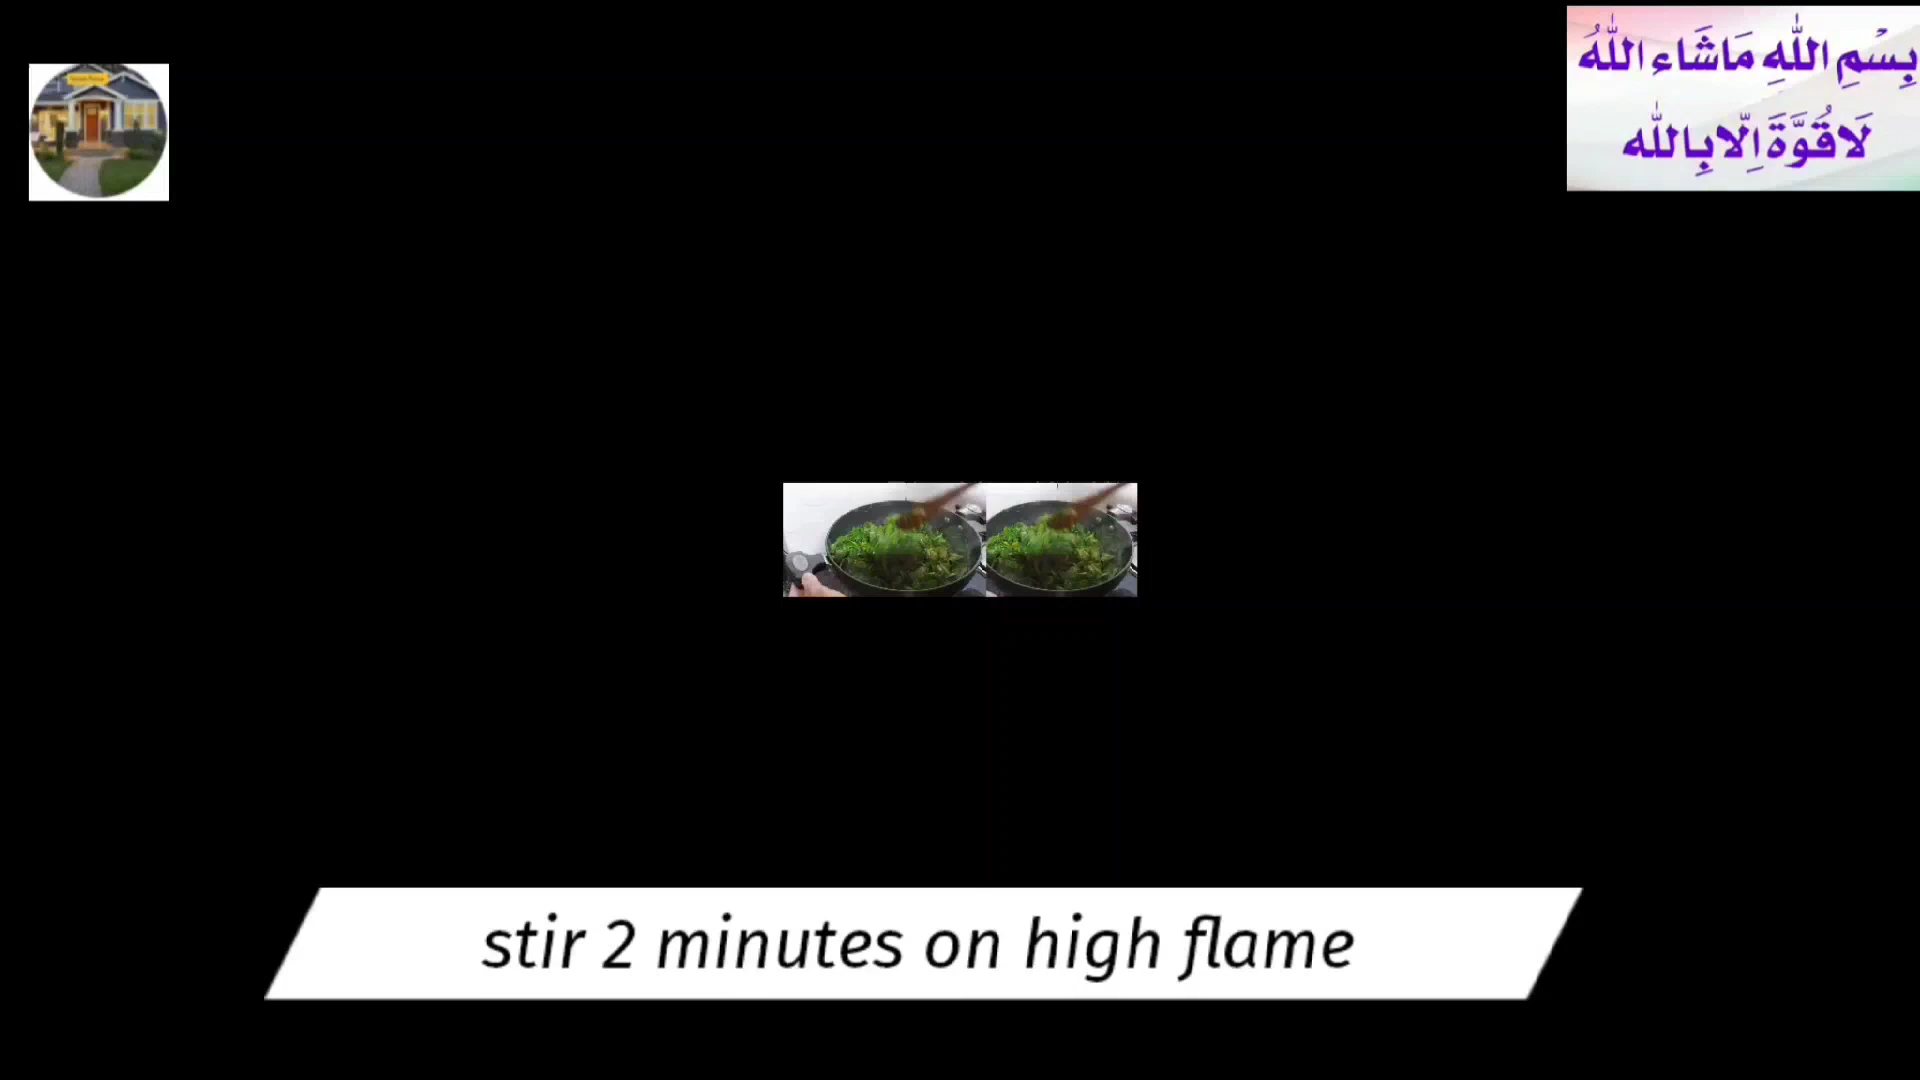 بِسْمِ اللّٰهِ مَاشَاء اللّٰهُ
لَاقُوَّةَ اِلّا بِاللّٰه
stir 2 minutes on high flame